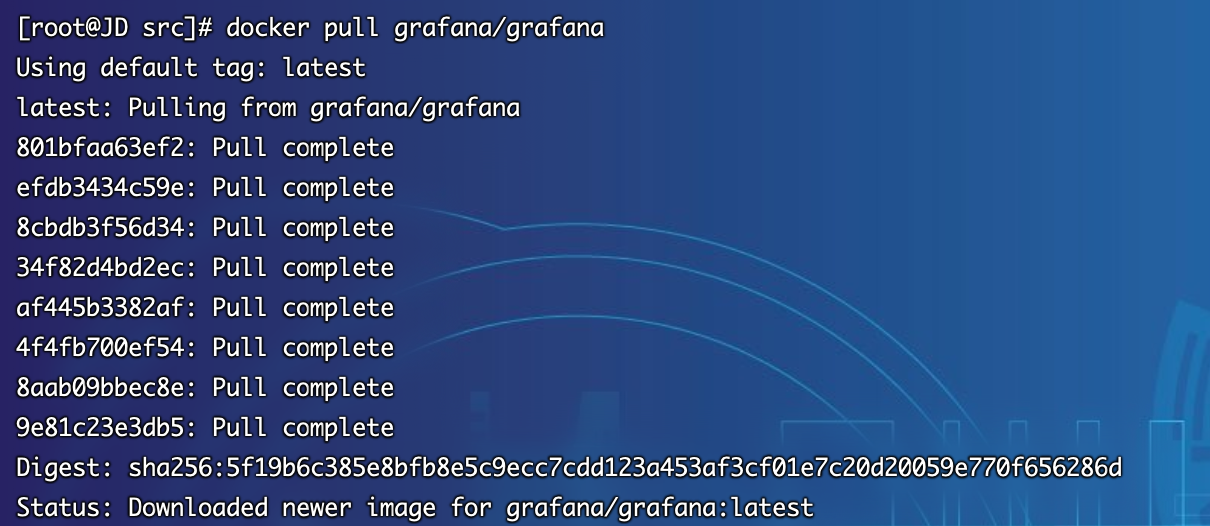 [root@JD src]# docker pull grafana/grafana
Using default tag: latest
latest: Pulling from grafana/grafana
801bfaa63ef2: Pull complete
efdb3434c59e: Pull complete
8cbdb3f56d34: Pull complete
34f82d4bd2ec: Pull complete
af445b3382af: Pull complete
4f4fb700ef54: Pull complete
8aab09bbec8e: Pull complete
9e81c23e3db5: Pull complete
Digest: sha256:5f19b6c385e8bfb8e5c9ecc7cdd123a453af3cf01e7c20d20059e770f656286d
Status: Downloaded newer image for grafana/grafana:latest